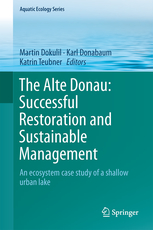 Aquatic Ecology Series
Martin Dokulil · Karl Donabaum
Katrin Teubner Editors
The Alte Donau:
Successful
Restoration and
Sustainable
Management
An ecosystem case study of a shallow
urban lake
Springer